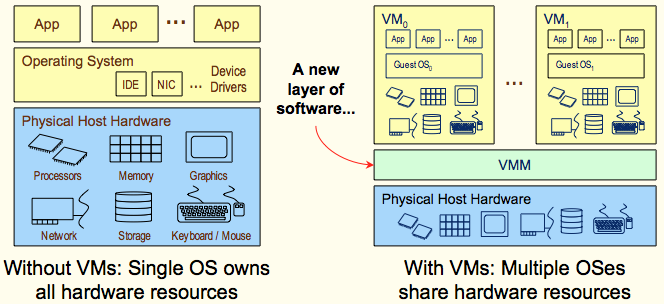 App App ... App
Operating System
IDE NIC ... Device
Drivers
Physical Host Hardware
Processors Memory Graphics
Network Storage Keyboard / Mouse
Without VMs: Single OS owns
all hardware resources
A new
layer of
software...
VM0
App App ... App
Guest OS0
...
VM1
App App ... App
Guest OS1
VMM
Physical Host Hardware
With VMs: Multiple OSes
share hardware resources